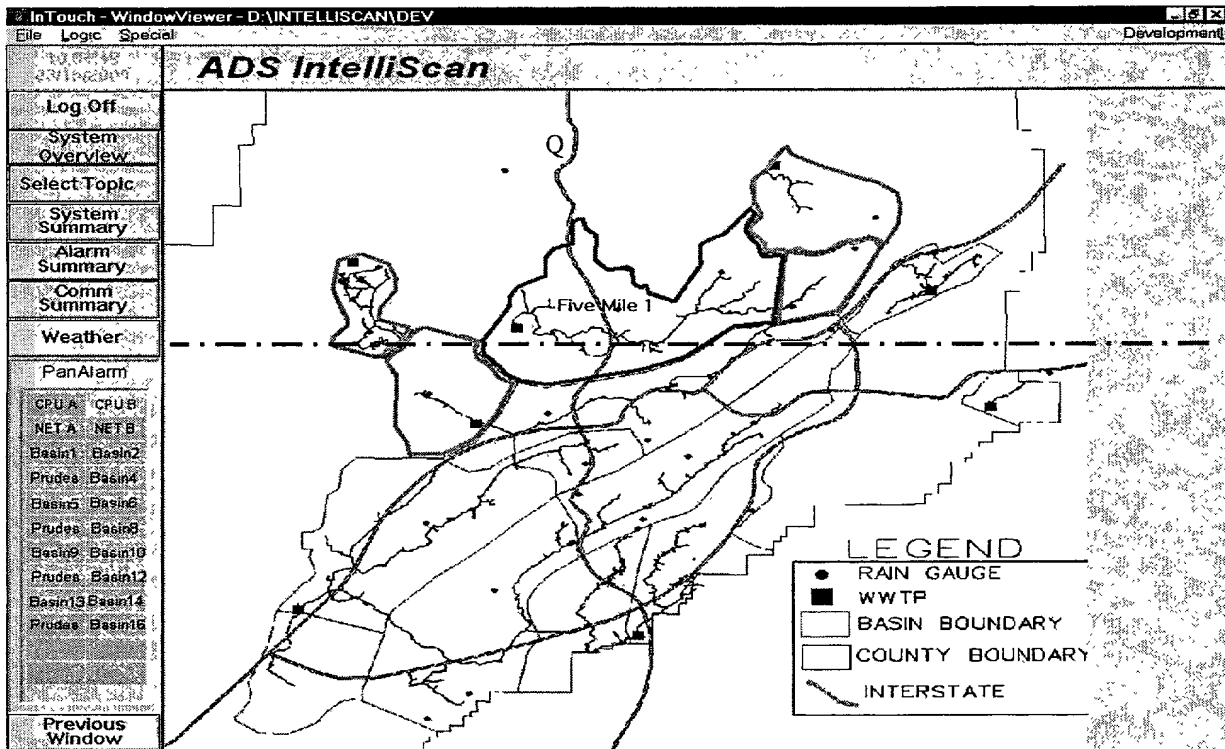 InTouch - WindowViewer - D:\INTELLISCAN\DEV
File Logic Special
Development
ADS IntelliScan
Log Off
System
Overview
Select Topic
System
Summary
Alarm
Summary
Comm
Summary
Weather
PanAlarm
CPU A CPU B
NET A NET B
Basin1 Basin2
Prudes Basin4
Basin5 Basin6
Prudes Basin8
Basin9 Basin10
Prudes Basin12
Basin13 Basin14
Prudes Basin16
Previous
Window
Q
Five Mile 1
LEGEND
RAIN GAUGE
WWTP
BASIN BOUNDARY
COUNTY BOUNDARY
INTERSTATE